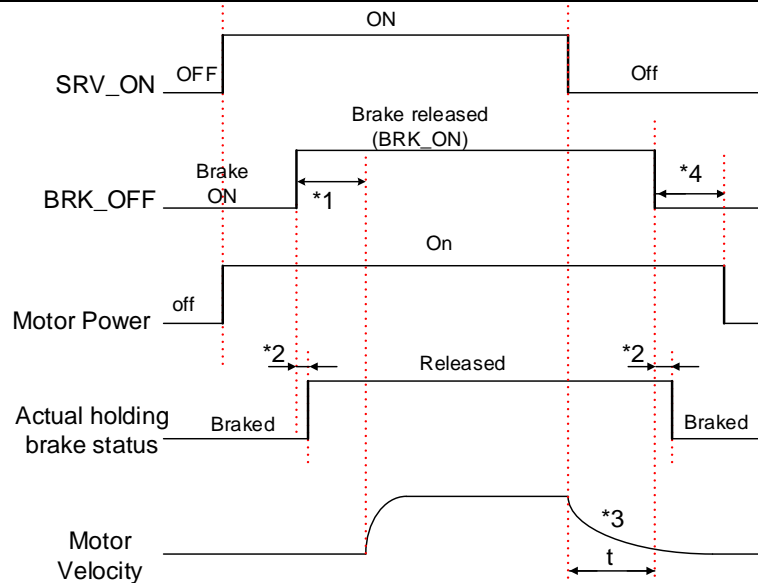 ON
SRV_ON
OFF
Off
Brake released
(BRK_ON)
Brake
ON
BRK_OFF
*1
*4
On
off
Motor Power
*2
Released
*2
Actual holding
brake status
Braked
Braked
*3
Motor
Velocity
t